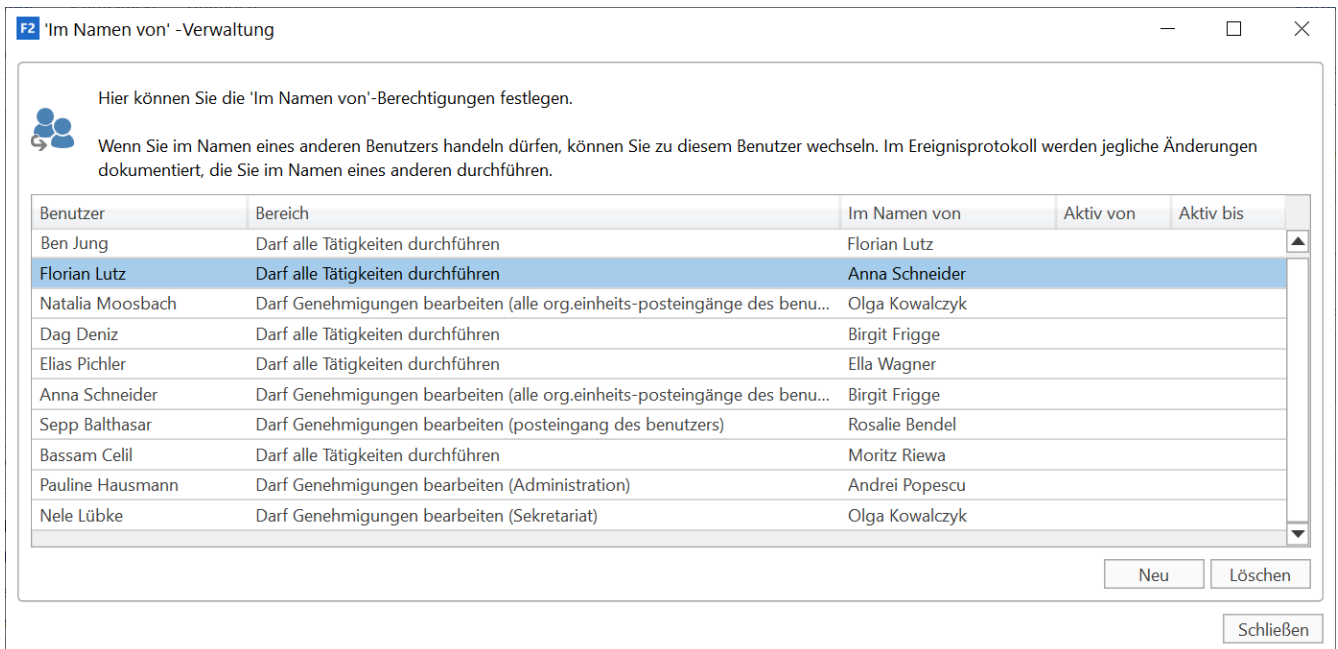 F2 'Im Namen von' -Verwaltung
Hier können Sie die 'Im Namen von'-Berechtigungen festlegen.
Wenn Sie im Namen eines anderen Benutzers handeln dürfen, können Sie zu diesem Benutzer wechseln. Im Ereignisprotokoll werden jegliche Änderungen
dokumentiert, die Sie im Namen eines anderen durchführen.
Benutzer Bereich Im Namen von Aktiv von Aktiv bis
Ben Jung Darf alle Tätigkeiten durchführen Florian Lutz
Florian Lutz Darf alle Tätigkeiten durchführen Anna Schneider
Natalia Moosbach Darf Genehmigungen bearbeiten (alle org.einheits-posteingänge des benu... Olga Kowalczyk
Dag Deniz Darf alle Tätigkeiten durchführen Birgit Frigge
Elias Pichler Darf alle Tätigkeiten durchführen Ella Wagner
Anna Schneider Darf Genehmigungen bearbeiten (alle org.einheits-posteingänge des benu... Birgit Frigge
Sepp Balthasar Darf Genehmigungen bearbeiten (posteingang des benutzers) Rosalie Bendel
Bassam Celil Darf alle Tätigkeiten durchführen Moritz Riewa
Pauline Hausmann Darf Genehmigungen bearbeiten (Administration) Andrei Popescu
Nele Lübke Darf Genehmigungen bearbeiten (Sekretariat) Olga Kowalczyk
Neu Löschen
Schließen